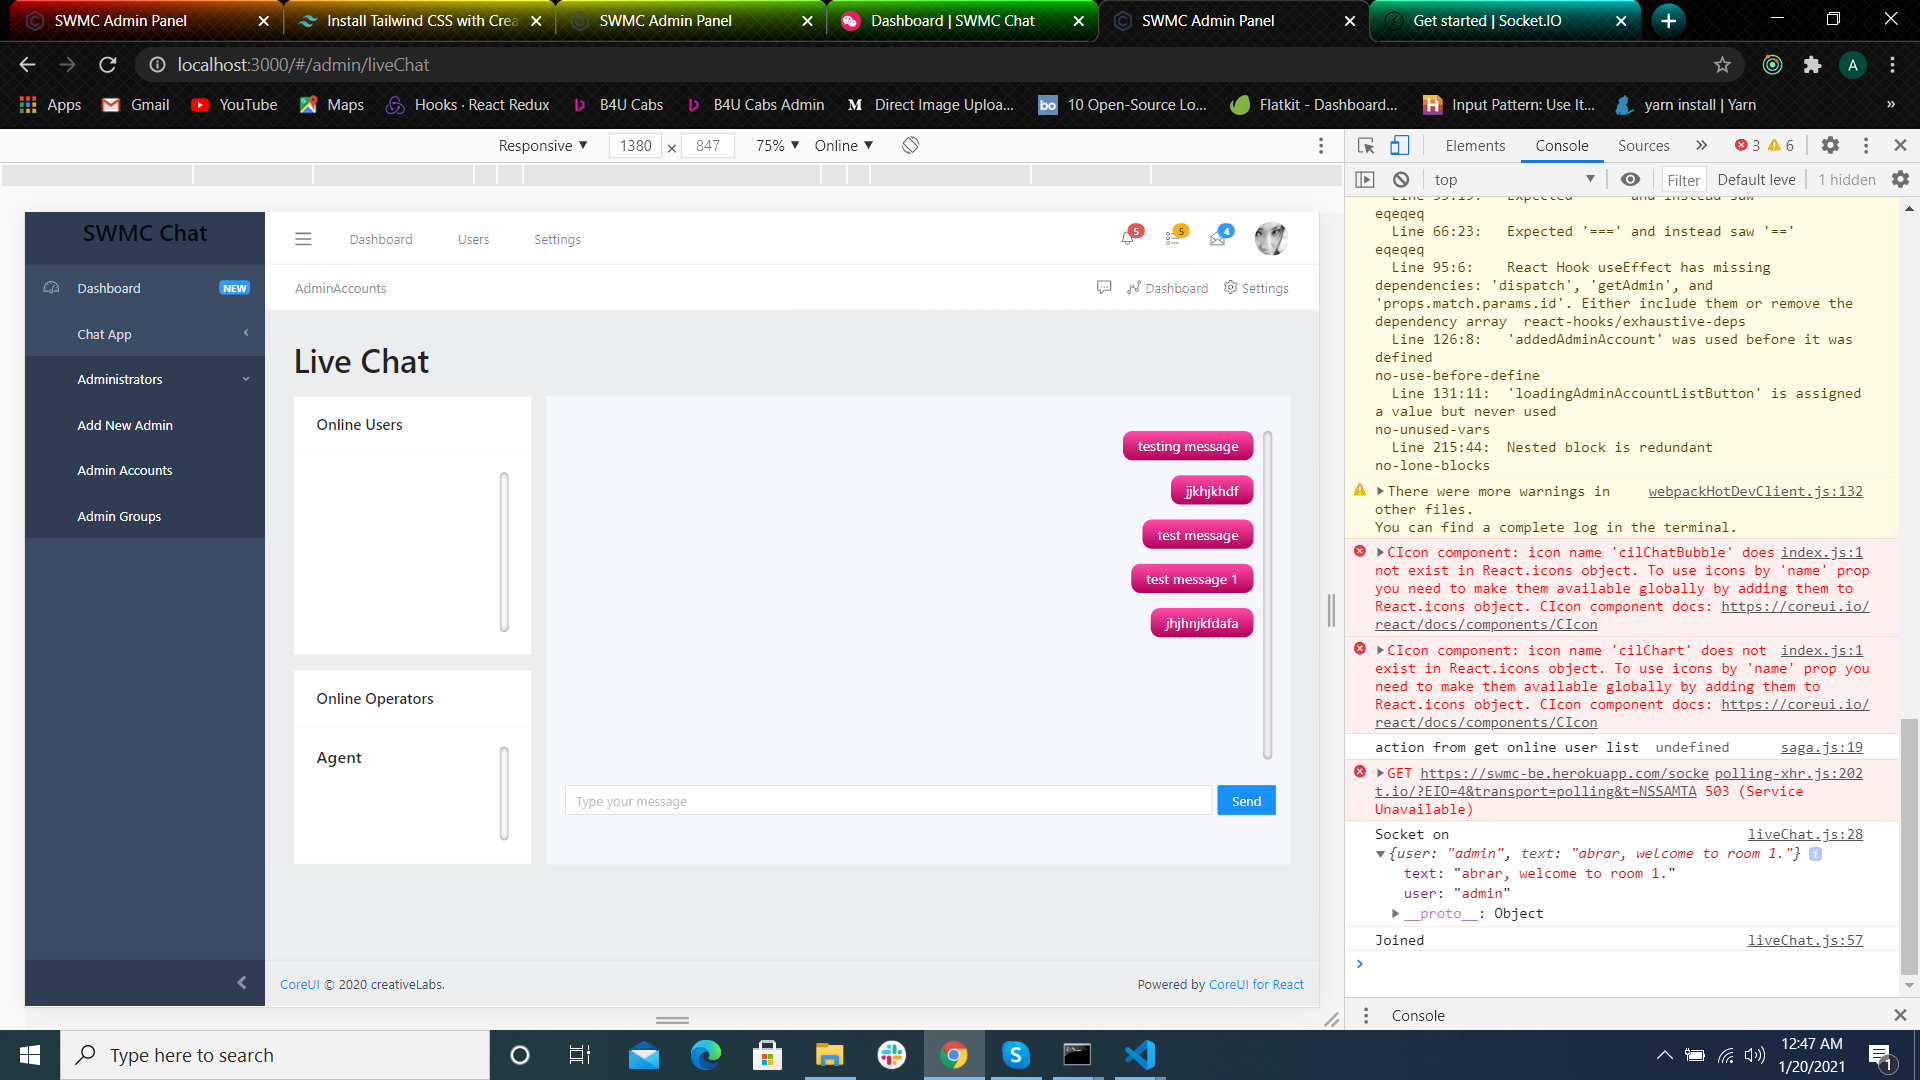 SWMC Admin Panel
Install Tailwind CSS with Crea
SWMC Admin Panel
Dashboard | SWMC Chat
SWMC Admin Panel
Get started | Socket.IO
localhost:3000/#/admin/liveChat
A
Apps
Gmail
YouTube
Maps
Hooks · React Redux
B4U Cabs
B4U Cabs Admin
Direct Image Uploa...
10 Open-Source Lo...
Flatkit - Dashboard...
Input Pattern: Use It...
yarn install | Yarn
»
Responsive ▼ 1380 × 847 75% ▼ Online ▼
Elements Console Sources » 3 6
top ▼ Filter Default leve 1 hidden
SWMC Chat
Dashboard NEW
Chat App
Administrators
Add New Admin
Admin Accounts
Admin Groups
Dashboard Users Settings
5 5 4
AdminAccounts
Dashboard Settings
Live Chat
Online Users
Online Operators
Agent
testing message
jjkhjkhdf
test message
test message 1
jhjhnjkfdafa
Type your message Send
CoreUI © 2020 creativeLabs.
Powered by CoreUI for React
eqeqeq
Line 66:23: Expected '===' and instead saw '=='
eqeqeq
Line 95:6: React Hook useEffect has missing
dependencies: 'dispatch', 'getAdmin', and
'props.match.params.id'. Either include them or remove the
dependency array react-hooks/exhaustive-deps
Line 126:8: 'addedAdminAccount' was used before it was
defined
no-use-before-define
Line 131:11: 'loadingAdminAccountListButton' is assigned
a value but never used
no-unused-vars
Line 215:44: Nested block is redundant
no-lone-blocks
There were more warnings in webpackHotDevClient.js:132
other files.
You can find a complete log in the terminal.
CIcon component: icon name 'cilChatBubble' does index.js:1
not exist in React.icons object. To use icons by 'name' prop
you need to make them available globally by adding them to
React.icons object. CIcon component docs: https://coreui.io/
react/docs/components/CIcon
CIcon component: icon name 'cilChart' does not index.js:1
exist in React.icons object. To use icons by 'name' prop you
need to make them available globally by adding them to
React.icons object. CIcon component docs: https://coreui.io/
react/docs/components/CIcon
action from get online user list undefined saga.js:19
GET https://swmc-be.herokuapp.com/socke polling-xhr.js:202
t.io/?EIO=4&transport=polling&t=NSSAMTA 503 (Service
Unavailable)
Socket on liveChat.js:28
{user: "admin", text: "abrar, welcome to room 1."} i
text: "abrar, welcome to room 1."
user: "admin"
__proto__: Object
Joined liveChat.js:57
Console
Type here to search
12:47 AM
1/20/2021
1